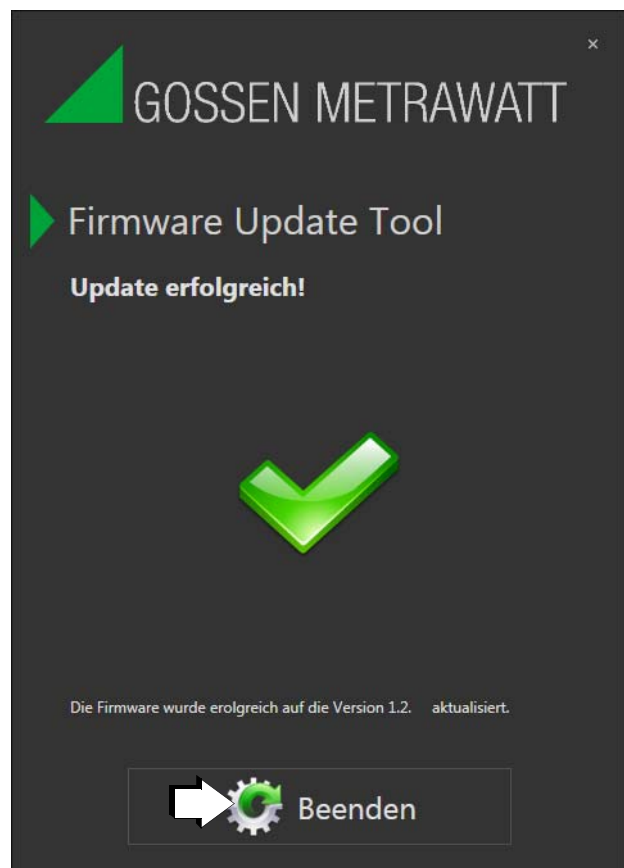 GOSSEN METRAWATT
Firmware Update Tool
Update erfolgreich!
Die Firmware wurde erolgreich auf die Version 1.2. aktualisiert.
Beenden